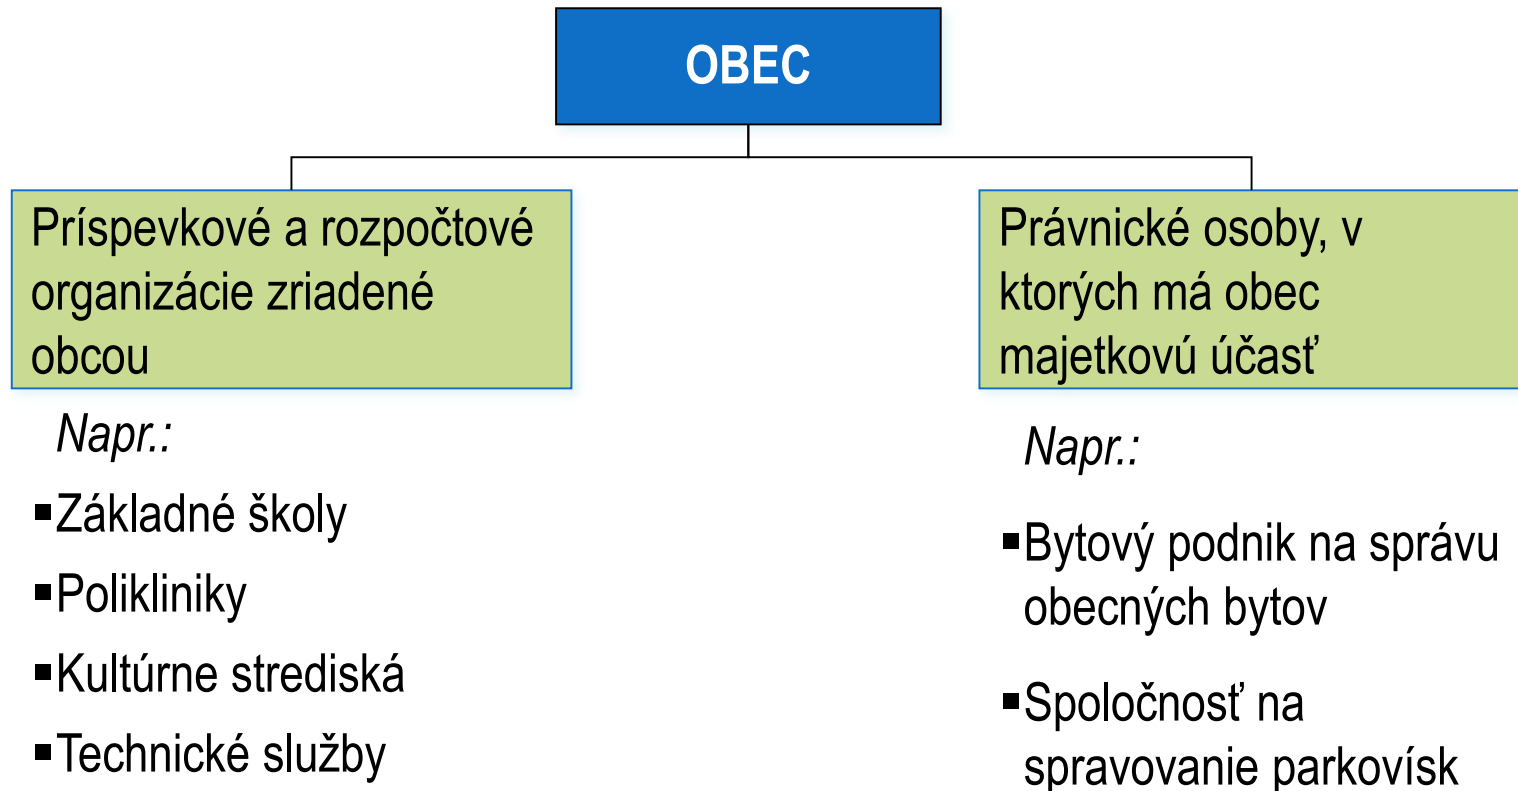 OBEC
Príspevkové a rozpočtové
organizácie zriadené
obcou
Napr.:
▪Základné školy
▪Polikliniky
▪Kultúrne strediská
▪Technické služby
Právnické osoby, v
ktorých má obec
majetkovú účasť
Napr.:
▪Bytový podnik na správu
obecných bytov
▪Spoločnosť na
spravovanie parkovísk